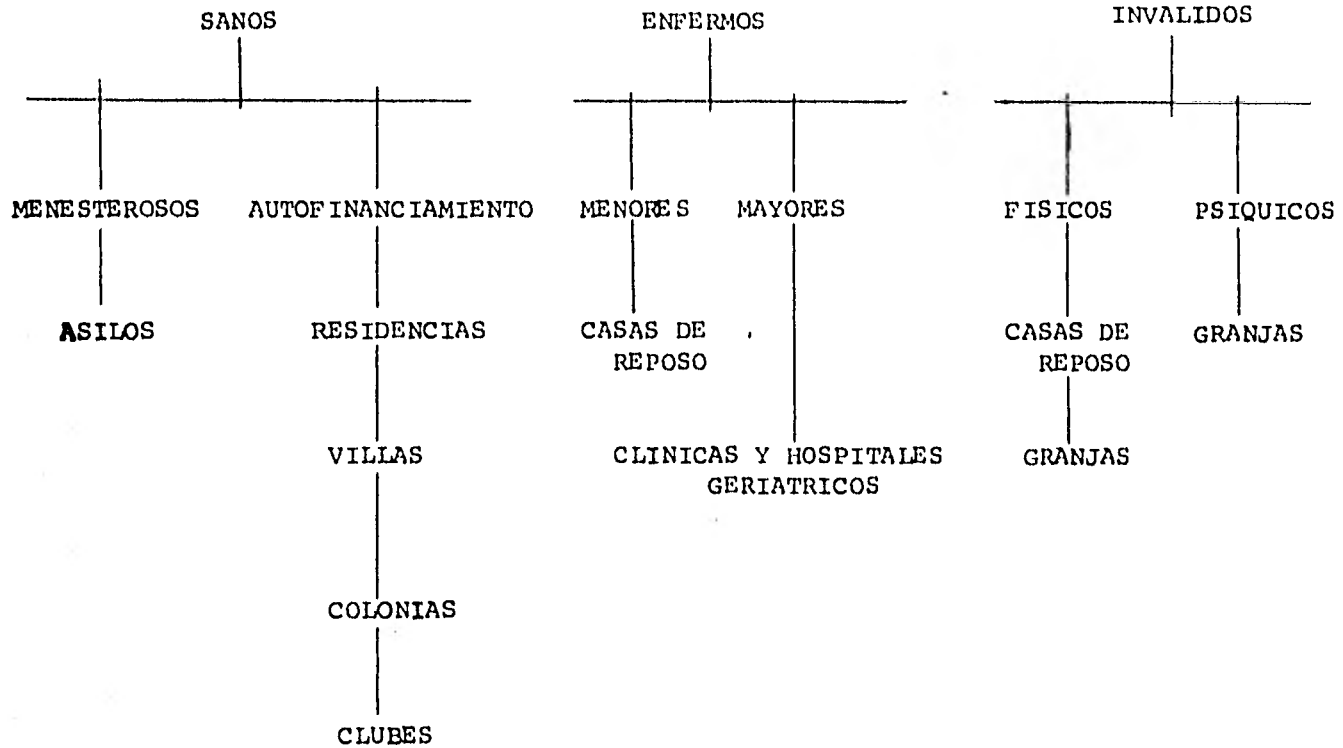 SANOS
ENFERMOS
INVALIDOS
MENESTEROSOS
AUTOFINANCIAMIENTO
MENORES
MAYORES
FISICOS
PSIQUICOS
ASILOS
RESIDENCIAS
CASAS DE
REPOSO
CASAS DE
REPOSO
GRANJAS
VILLAS
CLINICAS Y HOSPITALES
GERIATRICOS
GRANJAS
COLONIAS
CLUBES